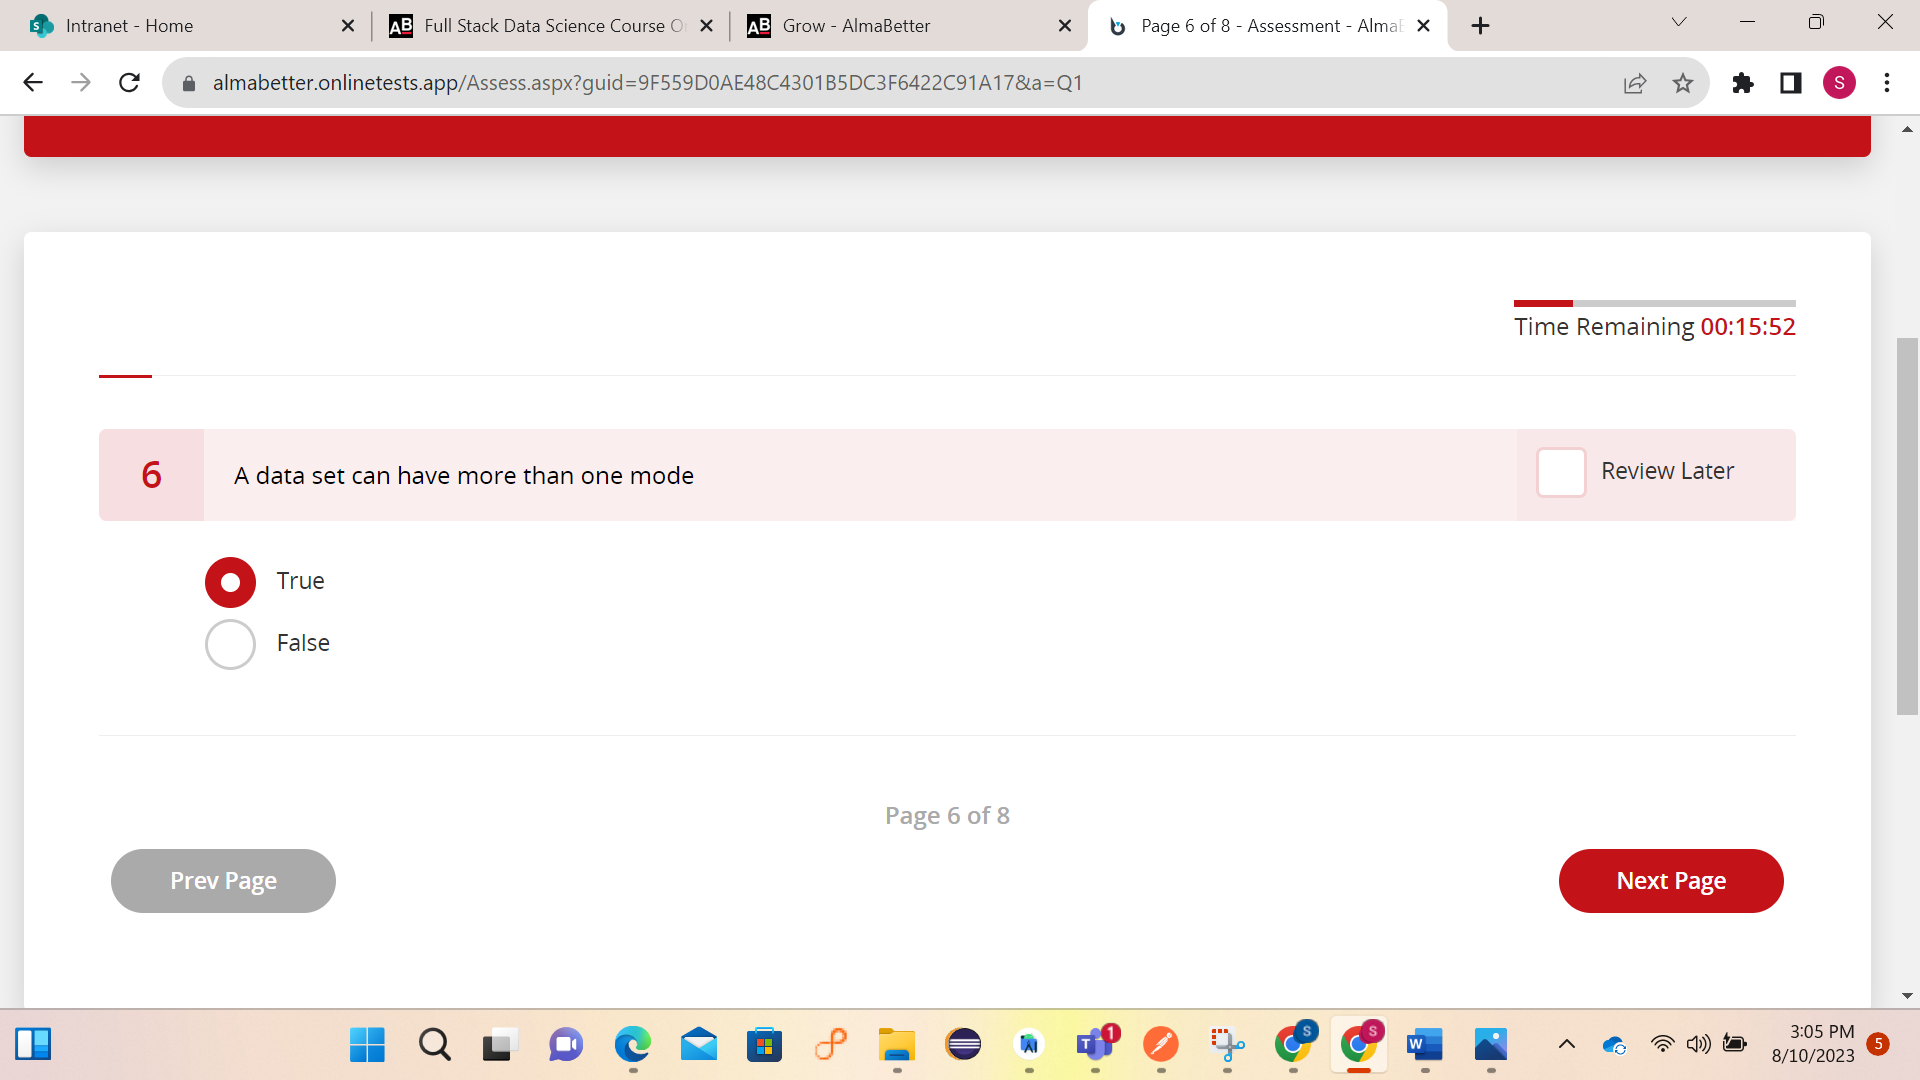 Intranet - Home
Full Stack Data Science Course O
Grow - AlmaBetter
Page 6 of 8 - Assessment - Alma
almabetter.onlinetests.app/Assess.aspx?guid=9F559D0AE48C4301B5DC3F6422C91A17&a=Q1
S
Time Remaining 00:15:52
6
A data set can have more than one mode
Review Later
True
False
Page 6 of 8
Prev Page
Next Page
3:05 PM
8/10/2023
5